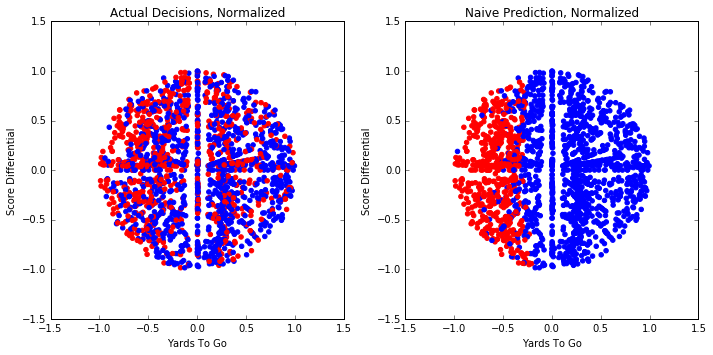 Actual Decisions, Normalized
1.5
1.0
0.5
0.0
−0.5
−1.0
−1.5
Score Differential
−1.5 −1.0 −0.5 0.0 0.5 1.0 1.5
Yards To Go
Naive Prediction, Normalized
1.5
1.0
0.5
0.0
−0.5
−1.0
−1.5
Score Differential
−1.5 −1.0 −0.5 0.0 0.5 1.0 1.5
Yards To Go